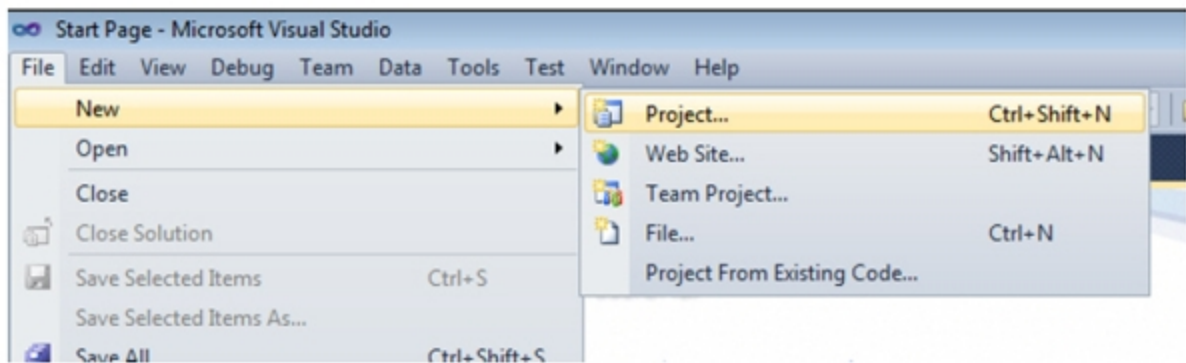 Start Page - Microsoft Visual Studio
File Edit View Debug Team Data Tools Test Window Help
New
Open
Close
Close Solution
Save Selected Items Ctrl+S
Save Selected Items As...
Save All Ctrl+Shift+S
Project... Ctrl+Shift+N
Web Site... Shift+Alt+N
Team Project...
File... Ctrl+N
Project From Existing Code...